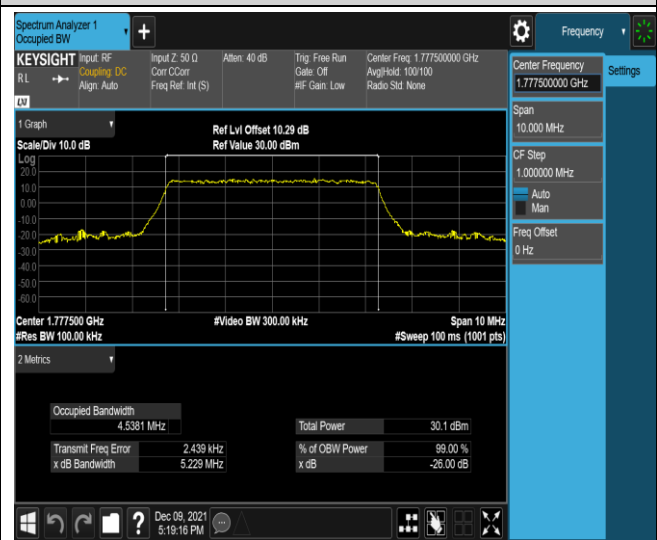 Spectrum Analyzer 1
Occupied BW
+
Frequency
KEYSIGHT Input: RF Input Z: 50 Ω Atten: 40 dB Trig: Free Run Center Freq: 1.777500000 GHz
RL Coupling: DC Corr CCorr Gate: Off Avg|Hold: 100/100
Align: Auto Freq Ref: Int (S) #IF Gain: Low Radio Std: None
LXI
Center Frequency
1.777500000 GHz
Settings
Span
10.000 MHz
CF Step
1.000000 MHz
Auto
Man
Freq Offset
0 Hz
1 Graph
Ref Lvl Offset 10.29 dB
Scale/Div 10.0 dB Ref Value 30.00 dBm
Log
20.0
10.0
0.00
-10.0
-20.0
-30.0
-40.0
-50.0
-60.0
Center 1.777500 GHz #Video BW 300.00 kHz Span 10 MHz
#Res BW 100.00 kHz #Sweep 100 ms (1001 pts)
2 Metrics
Occupied Bandwidth
4.5381 MHz Total Power 30.1 dBm
Transmit Freq Error 2.439 kHz % of OBW Power 99.00 %
x dB Bandwidth 5.229 MHz x dB -26.00 dB
? Dec 09, 2021
5:19:16 PM